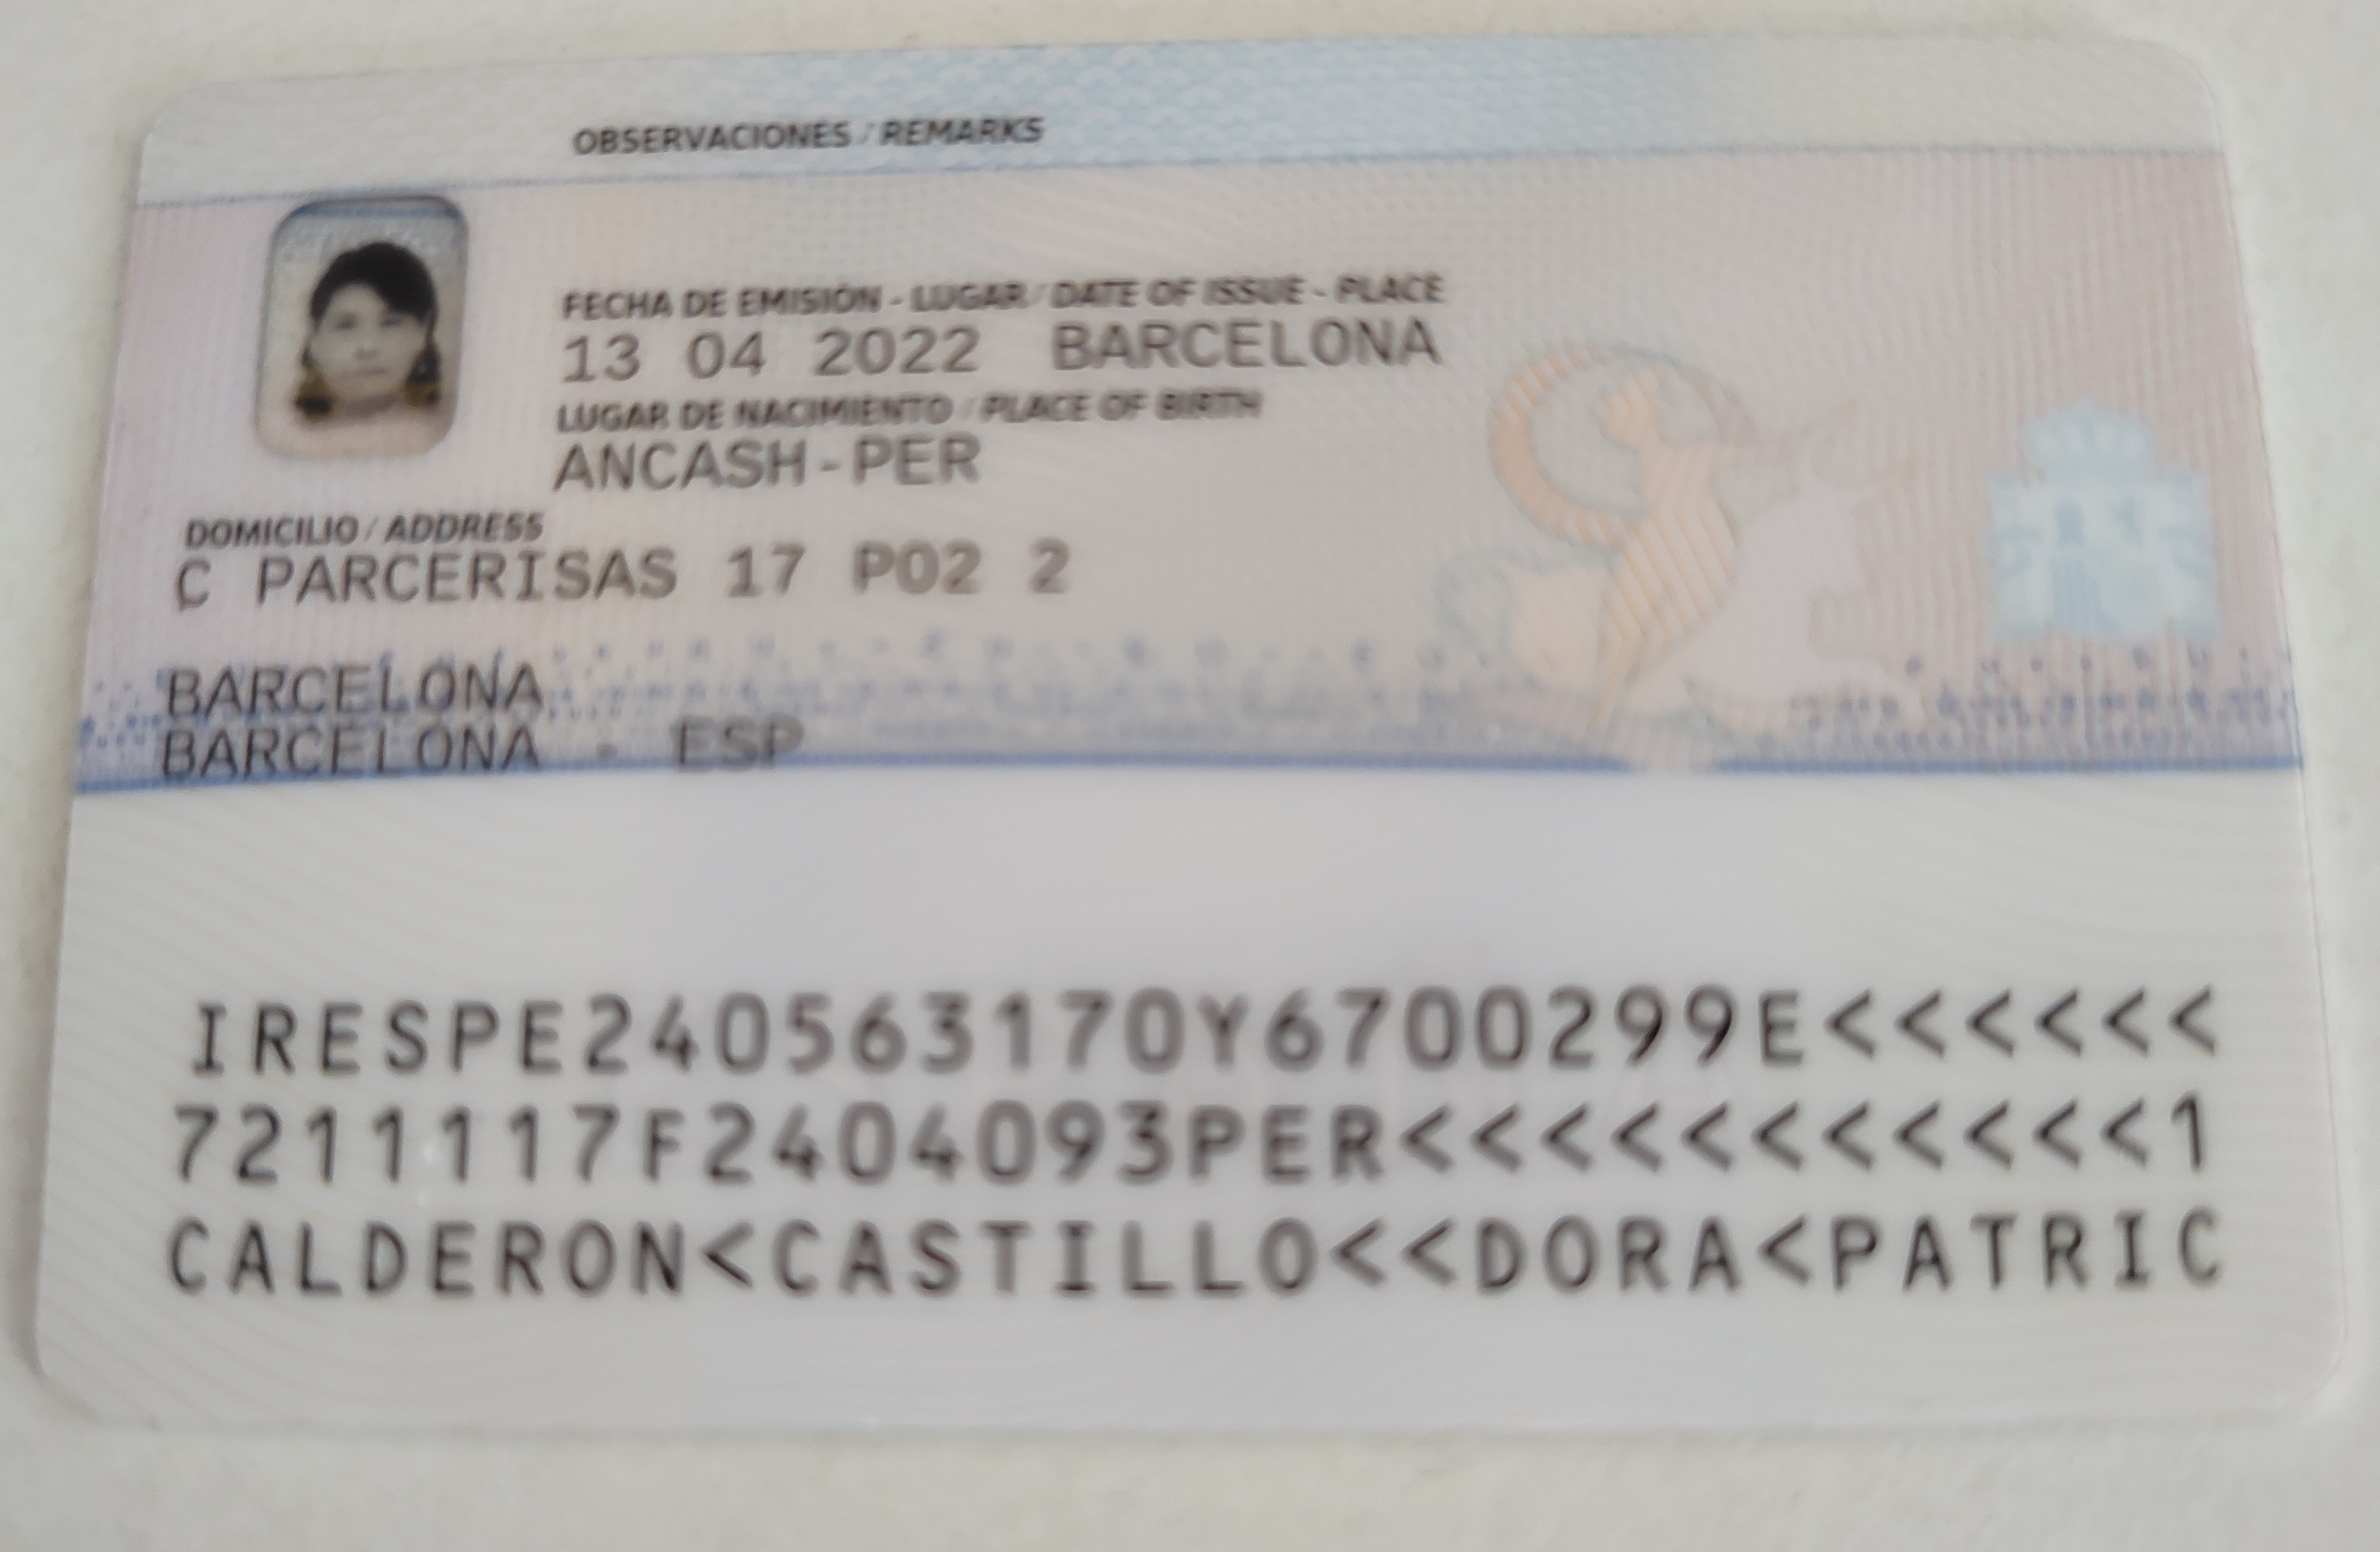 OBSERVACIONES / REMARKS
FECHA DE EMISIÓN - LUGAR / DATE OF ISSUE - PLACE
13 04 2022 BARCELONA
LUGAR DE NACIMIENTO / PLACE OF BIRTH
ANCASH-PER
DOMICILIO / ADDRESS
C PARCERISAS 17 P02 2
BARCELONA
BARCELONA - ESP
IRESPE240563170Y6700299E<<<<<<
7211117F2404093PER<<<<<<<<<<<1
CALDERON<CASTILLO<<DORA<PATRIC